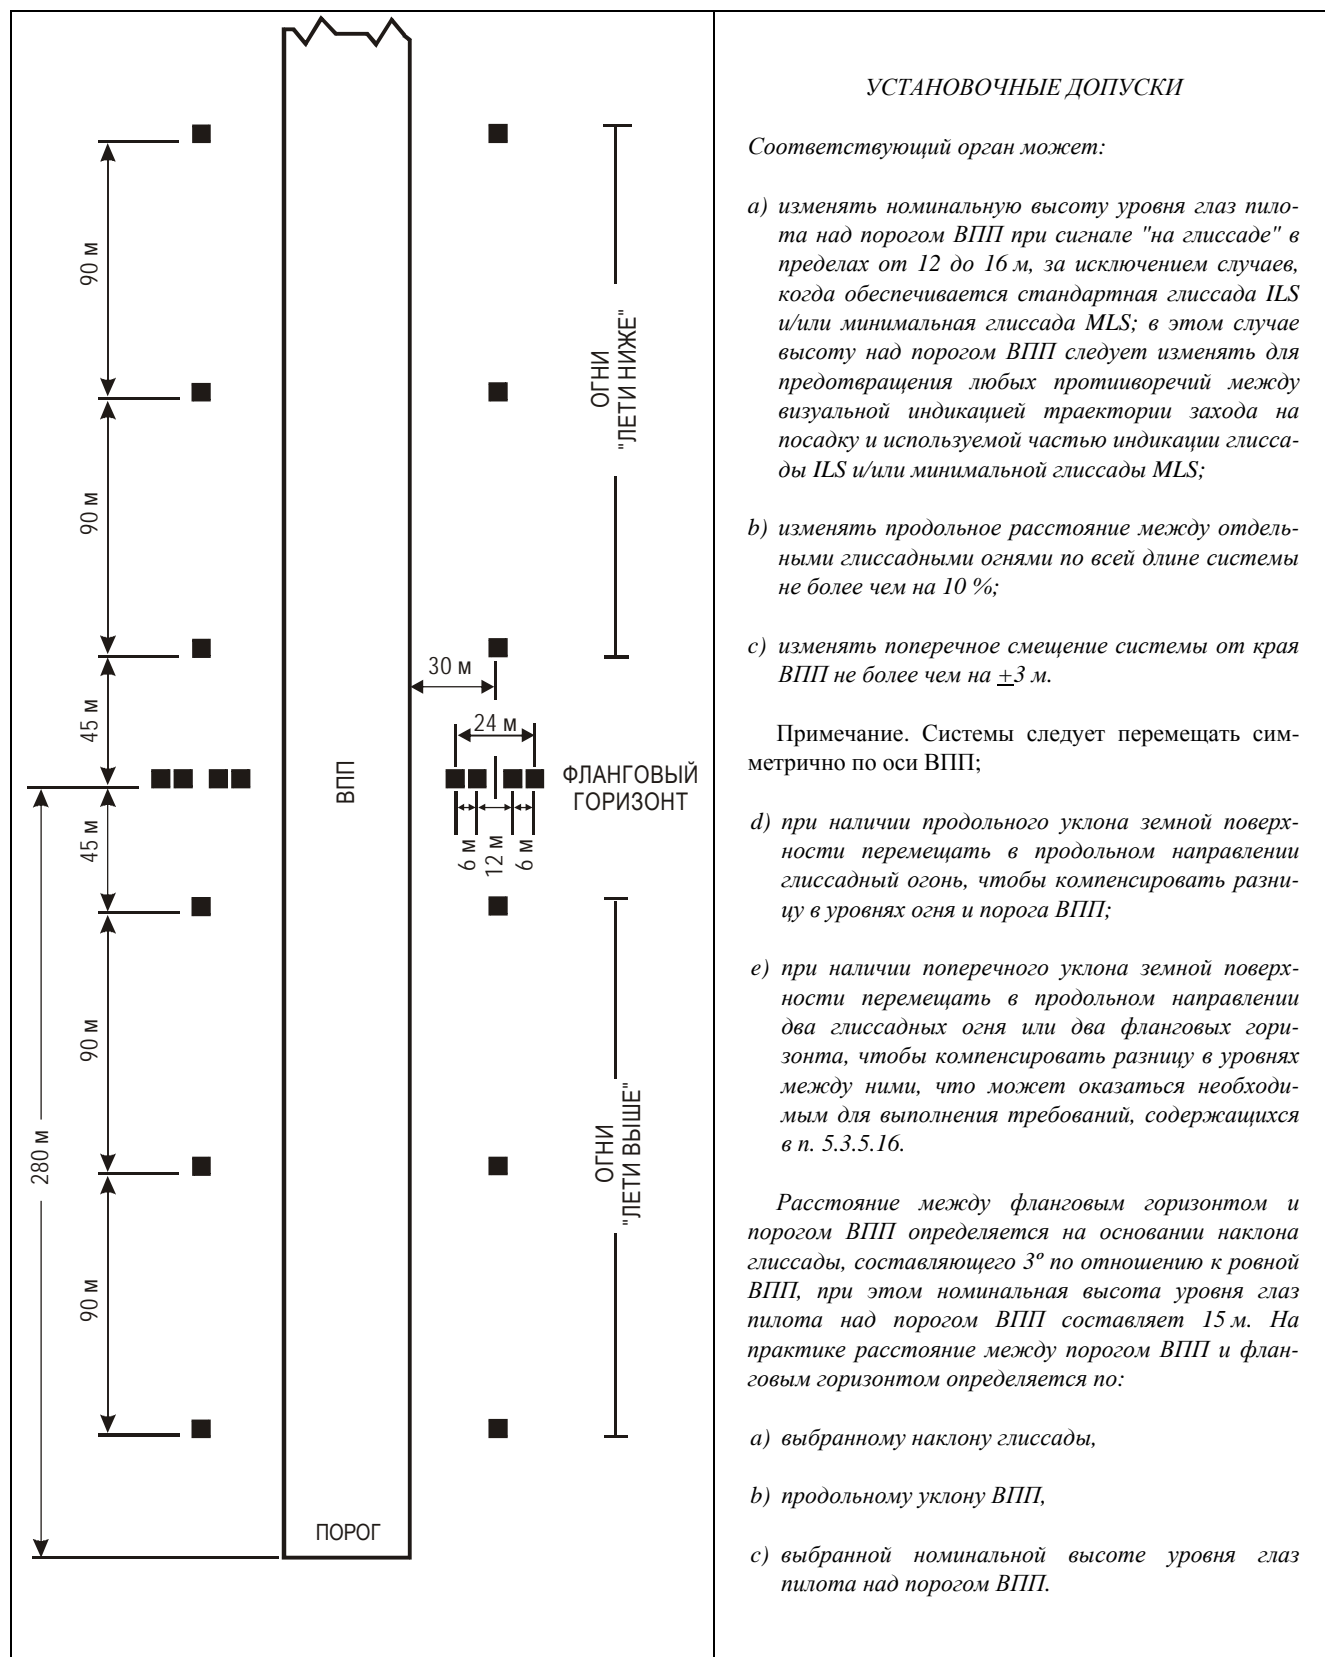 90 м
90 м
45 м
45 м
90 м
90 м
280 м
ВПП
ПОРОГ
30 м
24 м
6 м
12 м
6 м
ФЛАНГОВЫЙ
ГОРИЗОНТ
ОГНИ
"ЛЕТИ НИЖЕ"
ОГНИ
"ЛЕТИ ВЫШЕ"
УСТАНОВОЧНЫЕ ДОПУСКИ
Соответствующий орган может:
a) изменять номинальную высоту уровня глаз пило-
та над порогом ВПП при сигнале "на глиссаде" в
пределах от 12 до 16 м, за исключением случаев,
когда обеспечивается стандартная глиссада ILS
и/или минимальная глиссада MLS; в этом случае
высоту над порогом ВПП следует изменять для
предотвращения любых протииворечий между
визуальной индикацией траектории захода на
посадку и используемой частью индикации глисса-
ды ILS и/или минимальной глиссады MLS;
b) изменять продольное расстояние между отдель-
ными глиссадными огнями по всей длине системы
не более чем на 10 %;
c) изменять поперечное смещение системы от края
ВПП не более чем на ±3 м.
Примечание. Системы следует перемещать сим-
метрично по оси ВПП;
d) при наличии продольного уклона земной поверх-
ности перемещать в продольном направлении
глиссадный огонь, чтобы компенсировать разни-
цу в уровнях огня и порога ВПП;
e) при наличии поперечного уклона земной поверх-
ности перемещать в продольном направлении
два глиссадных огня или два фланговых гори-
зонта, чтобы компенсировать разницу в уровнях
между ними, что может оказаться необходи-
мым для выполнения требований, содержащихся
в п. 5.3.5.16.
Расстояние между фланговым горизонтом и
порогом ВПП определяется на основании наклона
глиссады, составляющего 3º по отношению к ровной
ВПП, при этом номинальная высота уровня глаз
пилота над порогом ВПП составляет 15 м. На
практике расстояние между порогом ВПП и флан-
говым горизонтом определяется по:
a) выбранному наклону глиссады,
b) продольному уклону ВПП,
c) выбранной номинальной высоте уровня глаз
пилота над порогом ВПП.